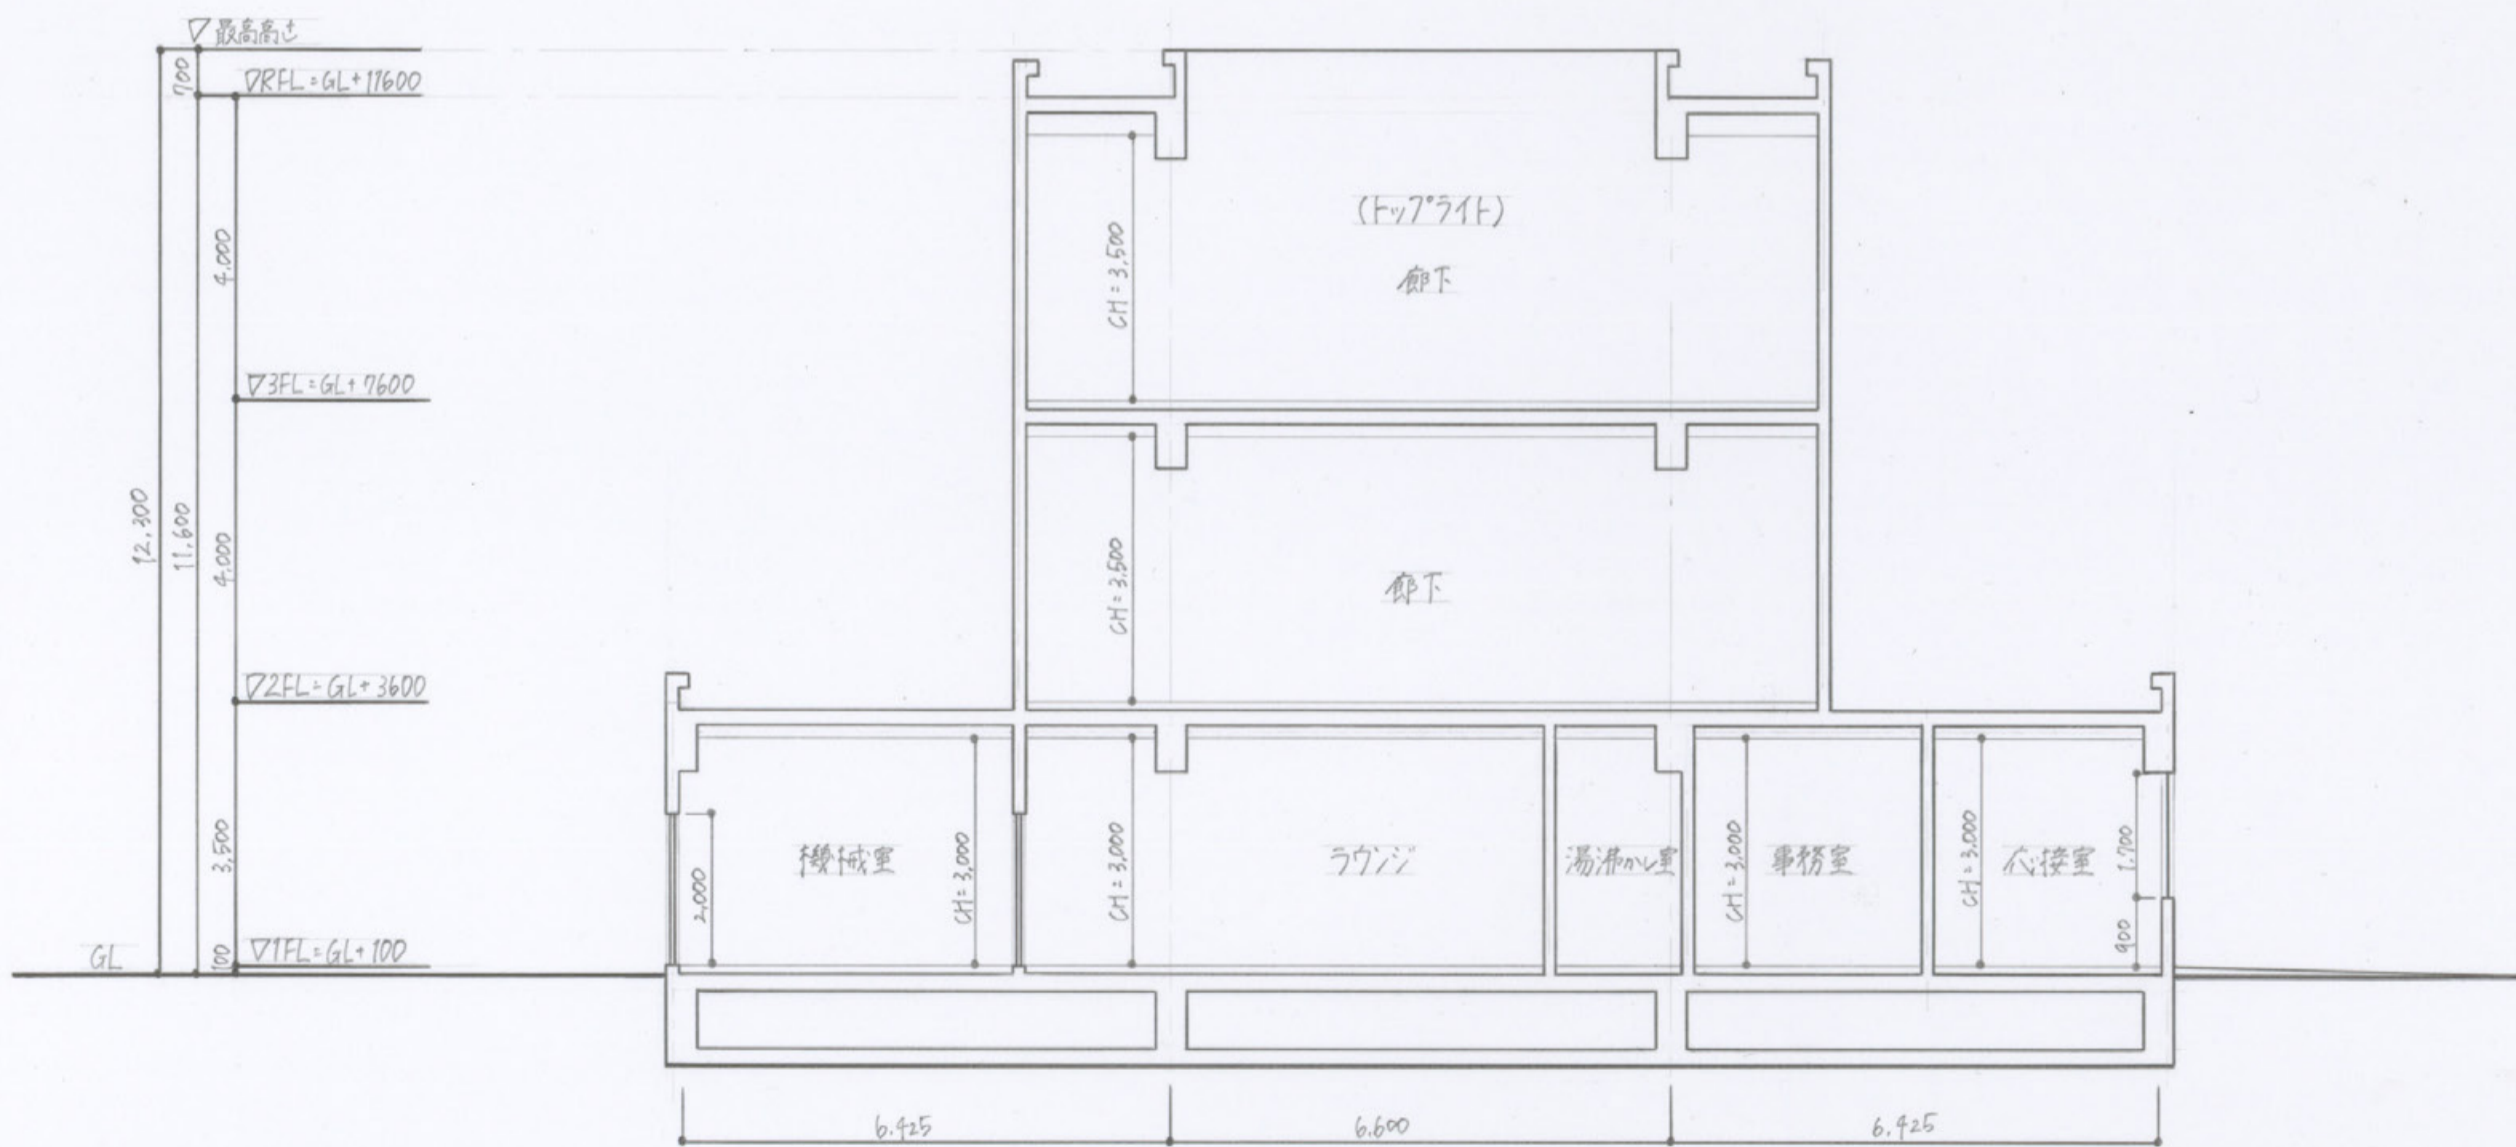 ▽最高高さ
700
▽RFL=GL+11600
(トップライト)
廊下
4,000
CH=3,500
▽3FL=GL+7600
12,300
11,600
4,000
CH=3,500
廊下
▽2FL=GL+3600
3,500
2,000
機械室
CH=3,000
CH=3,000
ラウンジ
湯沸かし室
CH=3,000
事務室
CH=3,000
応接室
1,700
900
GL
100
▽1FL=GL+100
6.425
6.600
6.425